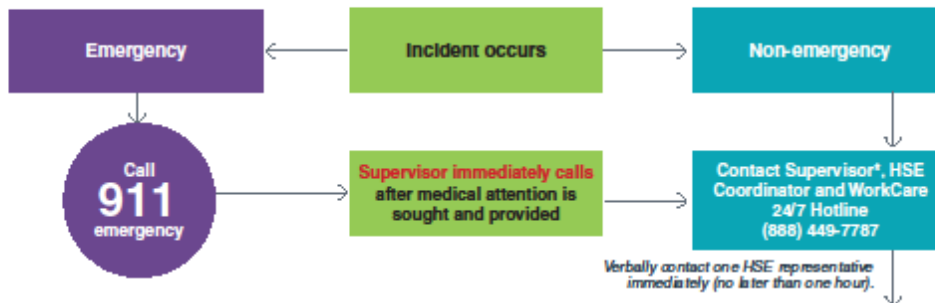 Emergency
Incident occurs
Non-emergency
Call
911
emergency
Supervisor immediately calls
after medical attention is
sought and provided
Contact Supervisor*, HSE
Coordinator and WorkCare
24/7 Hotline
(888) 449-7787
Verbally contact one HSE representative
immediately (no later than one hour).